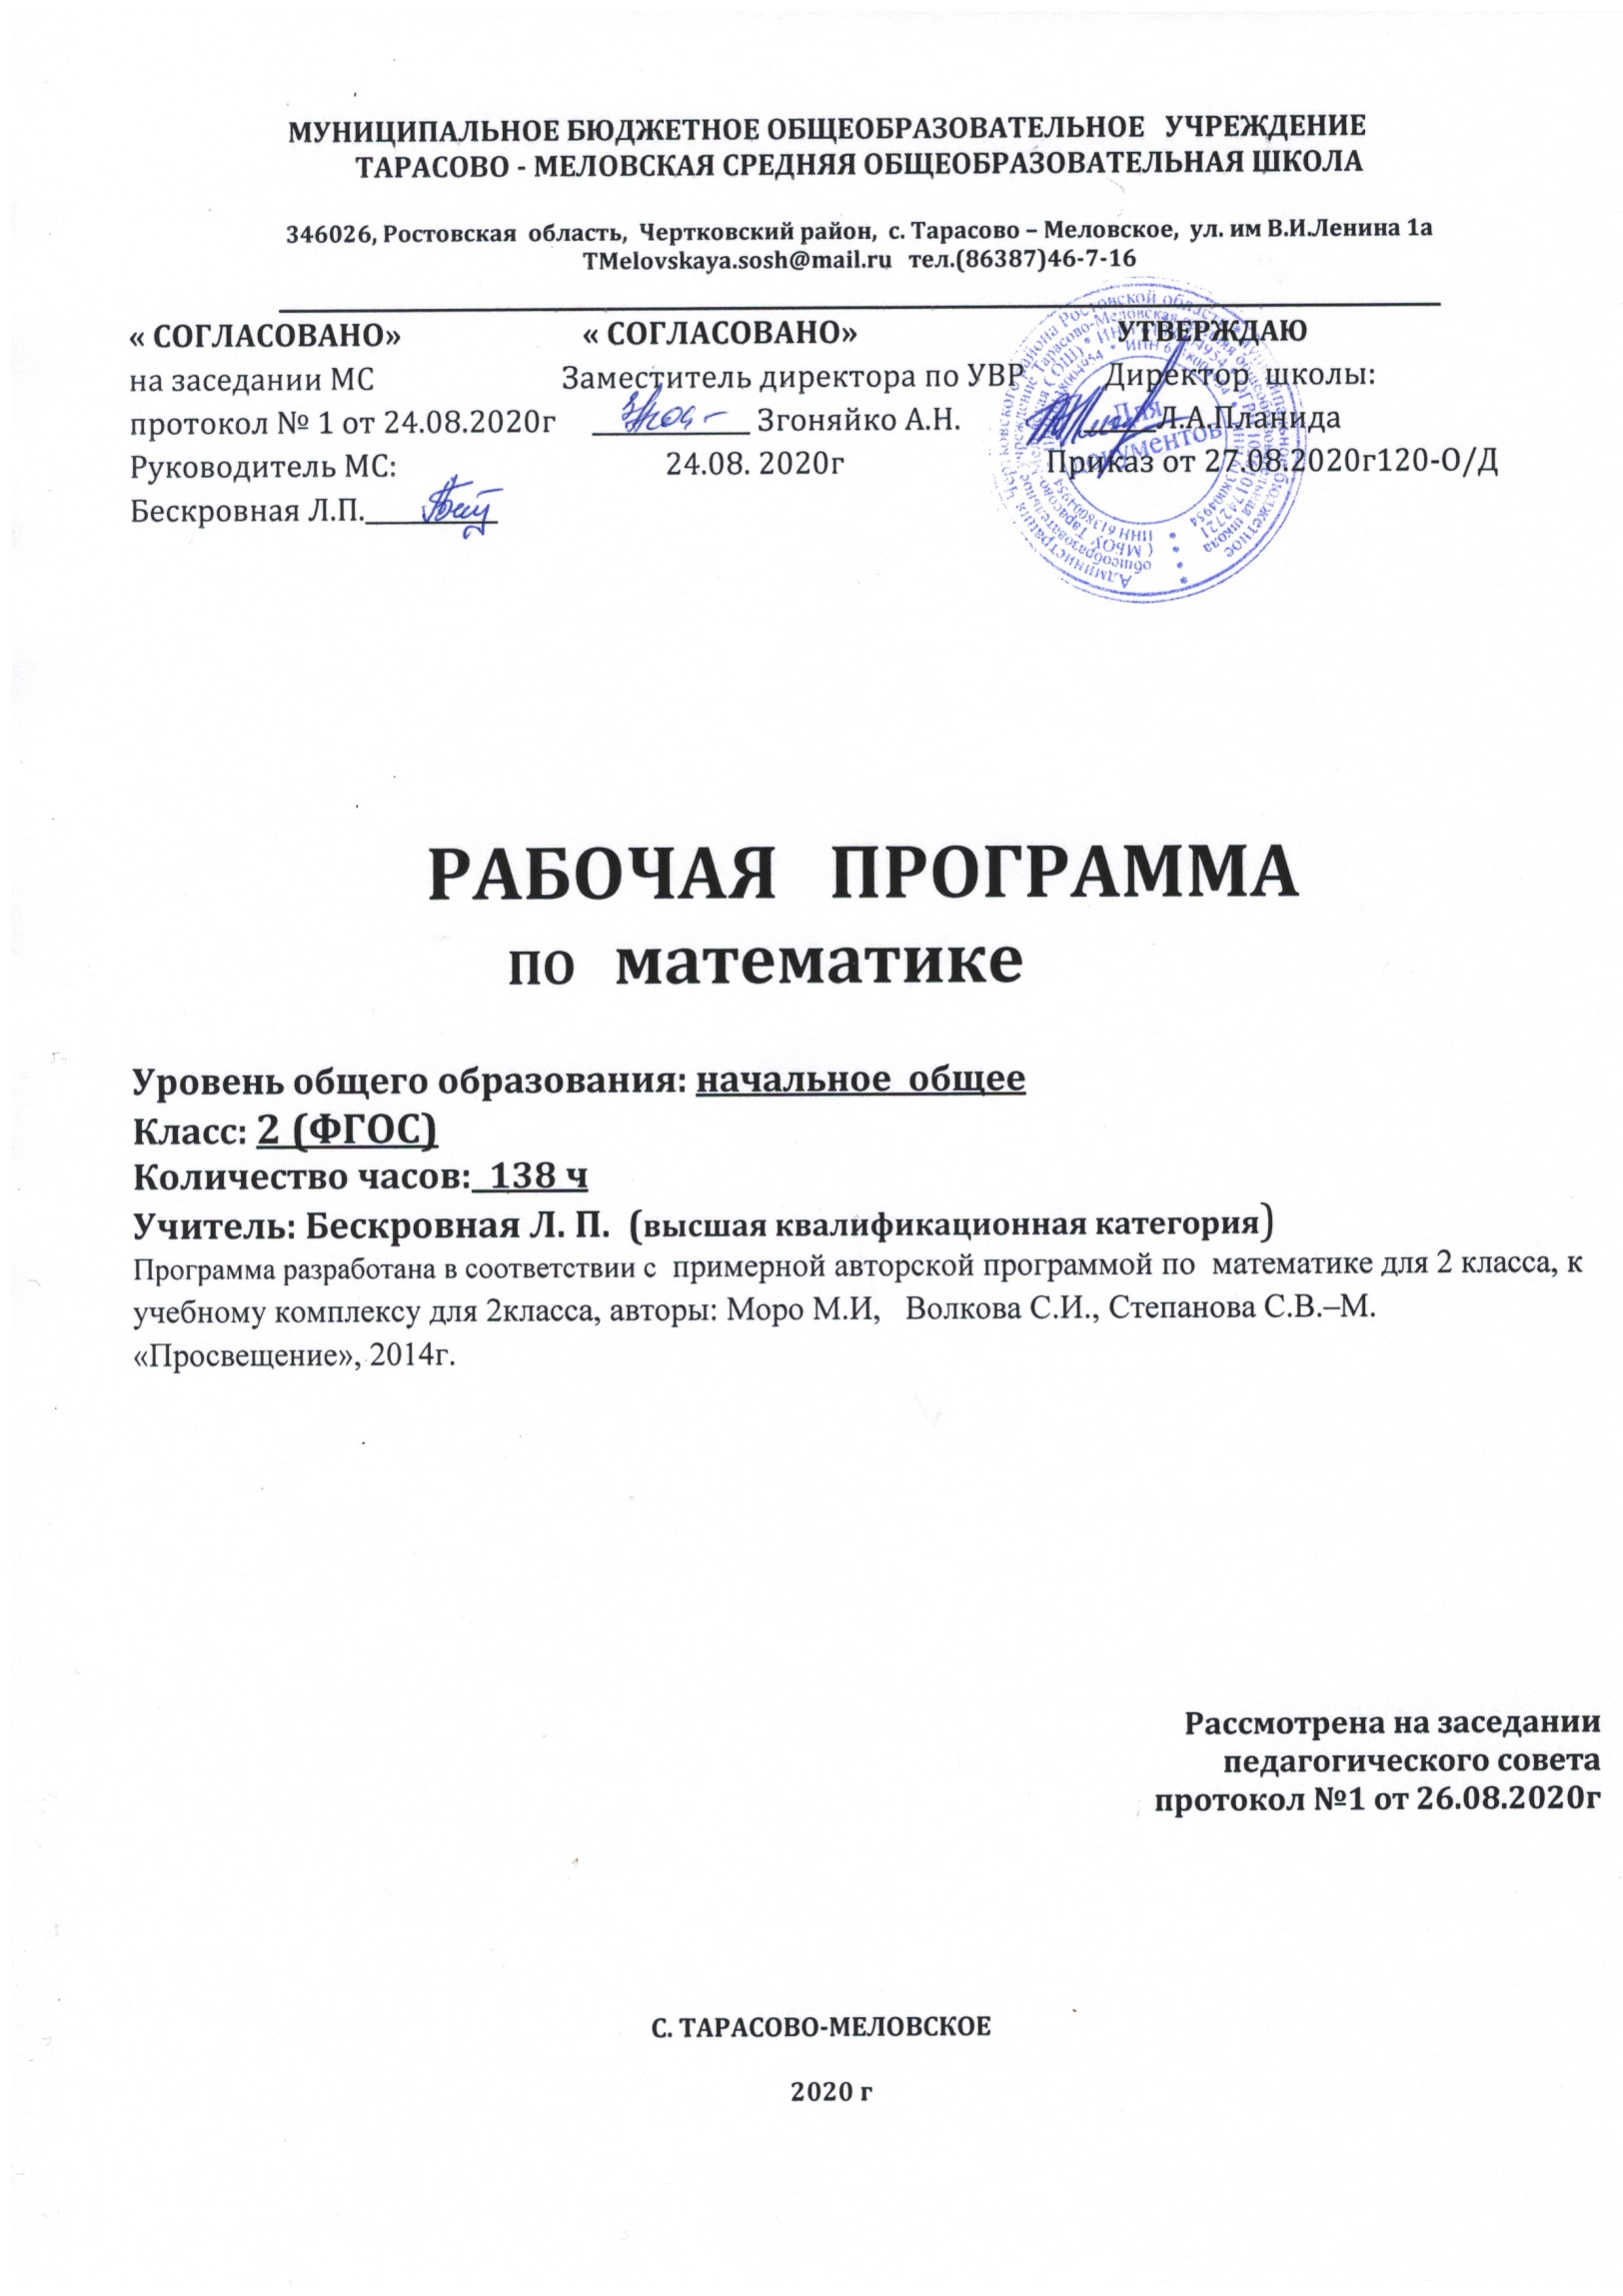 МУНИЦИПАЛЬНОЕ БЮДЖЕТНОЕ ОБЩЕОБРАЗОВАТЕЛЬНОЕ УЧРЕЖДЕНИЕ
ТАРАСОВО - МЕЛОВСКАЯ СРЕДНЯЯ ОБЩЕОБРАЗОВАТЕЛЬНАЯ ШКОЛА
346026, Ростовская область, Чертковский район, с. Тарасово – Меловское, ул. им В.И.Ленина 1а
TMelovskaya.sosh@mail.ru тел.(86387)46-7-16
« СОГЛАСОВАНО» « СОГЛАСОВАНО» УТВЕРЖДАЮ
на заседании МС Заместитель директора по УВР Директор школы:
протокол № 1 от 24.08.2020г __________ Згоняйко А.Н. _____Л.А.Планида
Руководитель МС: 24.08. 2020г Приказ от 27.08.2020г120-О/Д
Бескровная Л.П.________
Для
документов
РАБОЧАЯ ПРОГРАММА
по математике
Уровень общего образования: начальное общее
Класс: 2 (ФГОС)
Количество часов: 138 ч
Учитель: Бескровная Л. П. (высшая квалификационная категория)
Программа разработана в соответствии с примерной авторской программой по математике для 2 класса, к
учебному комплексу для 2класса, авторы: Моро М.И, Волкова С.И., Степанова С.В.–М.
«Просвещение», 2014г.
Рассмотрена на заседании
педагогического совета
протокол №1 от 26.08.2020г
С. ТАРАСОВО-МЕЛОВСКОЕ
2020 г